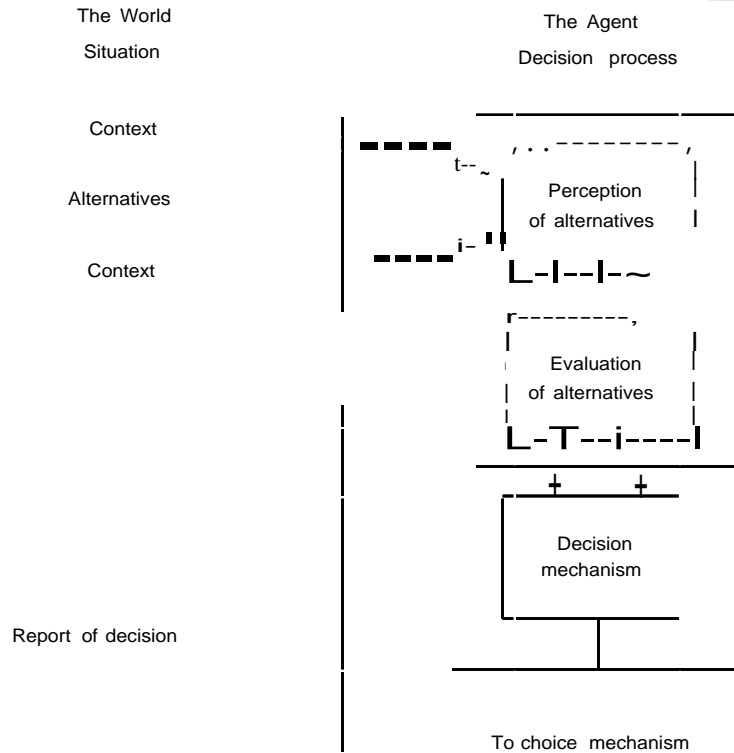 The World
The Agent
Situation
Decision process
Context
Alternatives
Perception
of alternatives
Context
Evaluation
of alternatives
Decision
mechanism
Report of decision
To choice mechanism